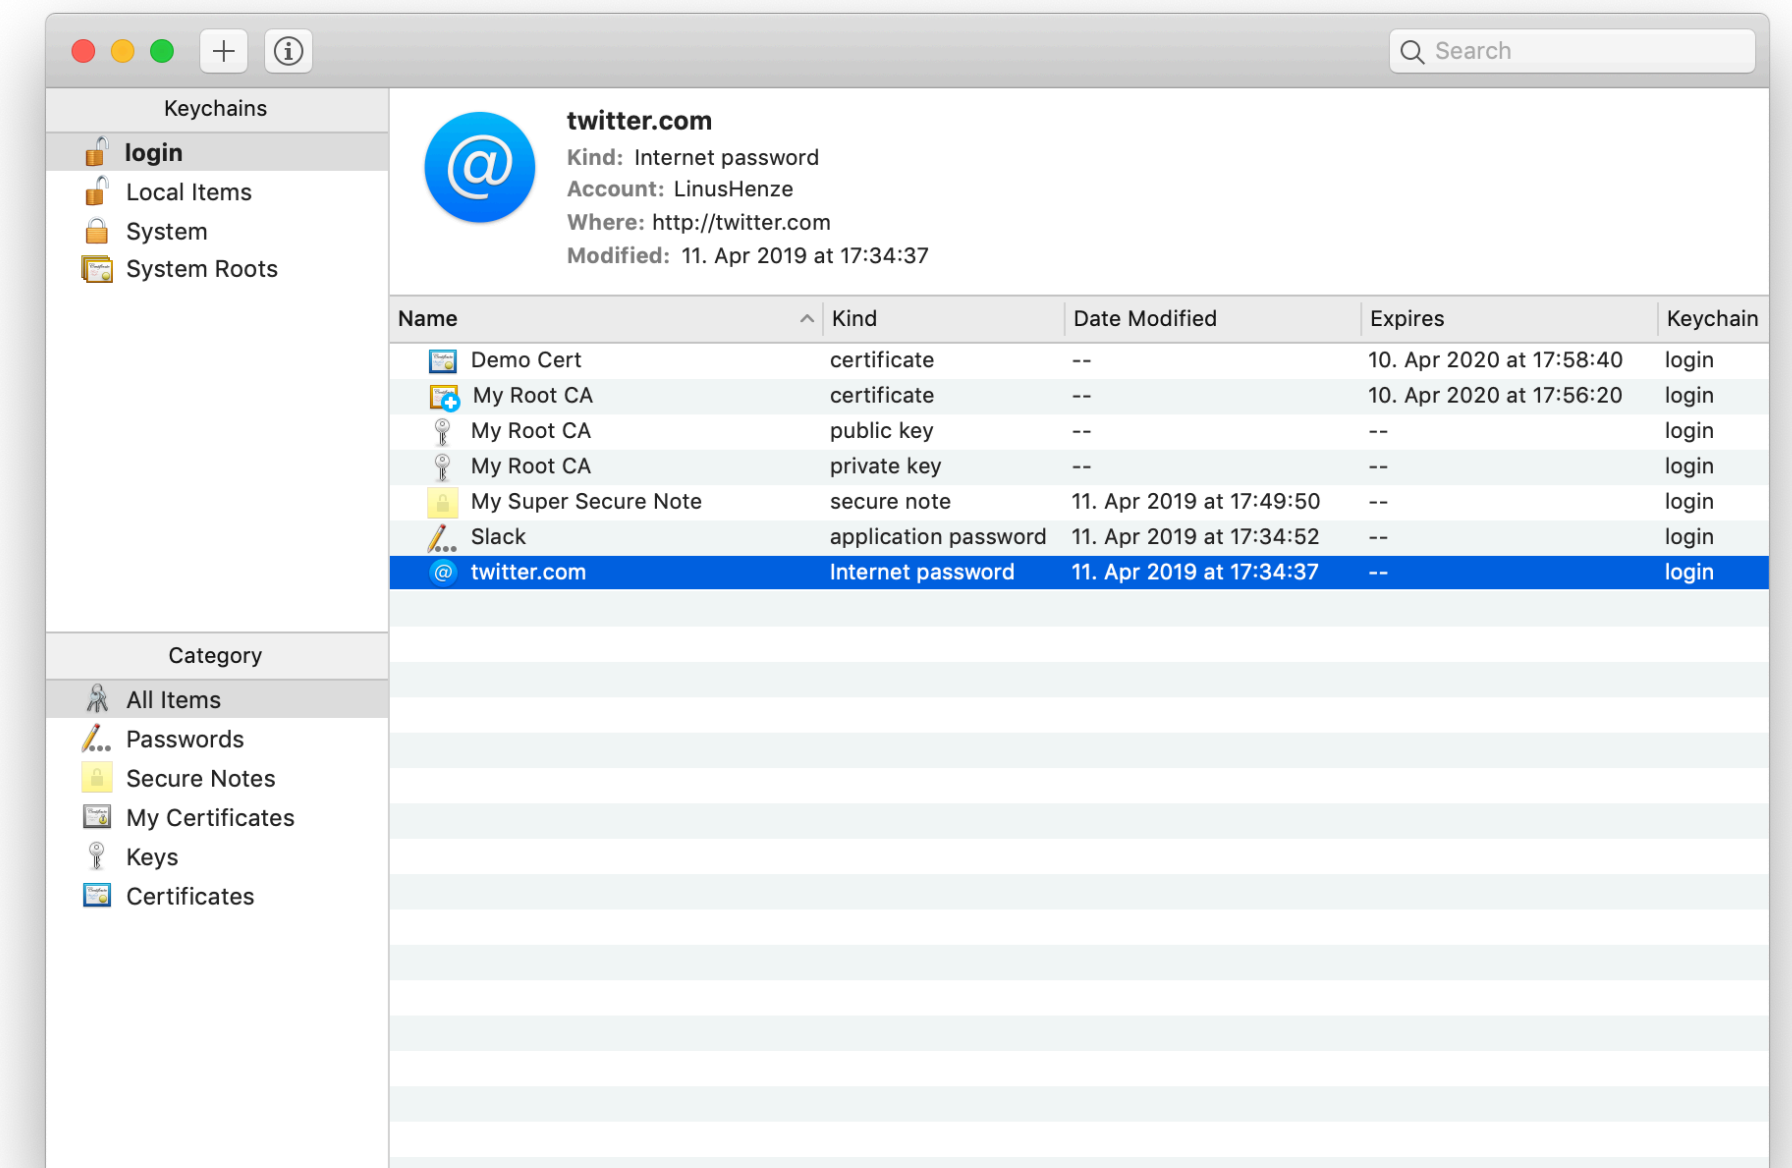 Search
Keychains
login
Local Items
System
System Roots
twitter.com
Kind: Internet password
Account: LinusHenze
Where: http://twitter.com
Modified: 11. Apr 2019 at 17:34:37
Name Kind Date Modified Expires Keychain
Demo Cert certificate -- 10. Apr 2020 at 17:58:40 login
My Root CA certificate -- 10. Apr 2020 at 17:56:20 login
My Root CA public key -- -- login
My Root CA private key -- -- login
My Super Secure Note secure note 11. Apr 2019 at 17:49:50 -- login
Slack application password 11. Apr 2019 at 17:34:52 -- login
twitter.com Internet password 11. Apr 2019 at 17:34:37 -- login
Category
All Items
Passwords
Secure Notes
My Certificates
Keys
Certificates